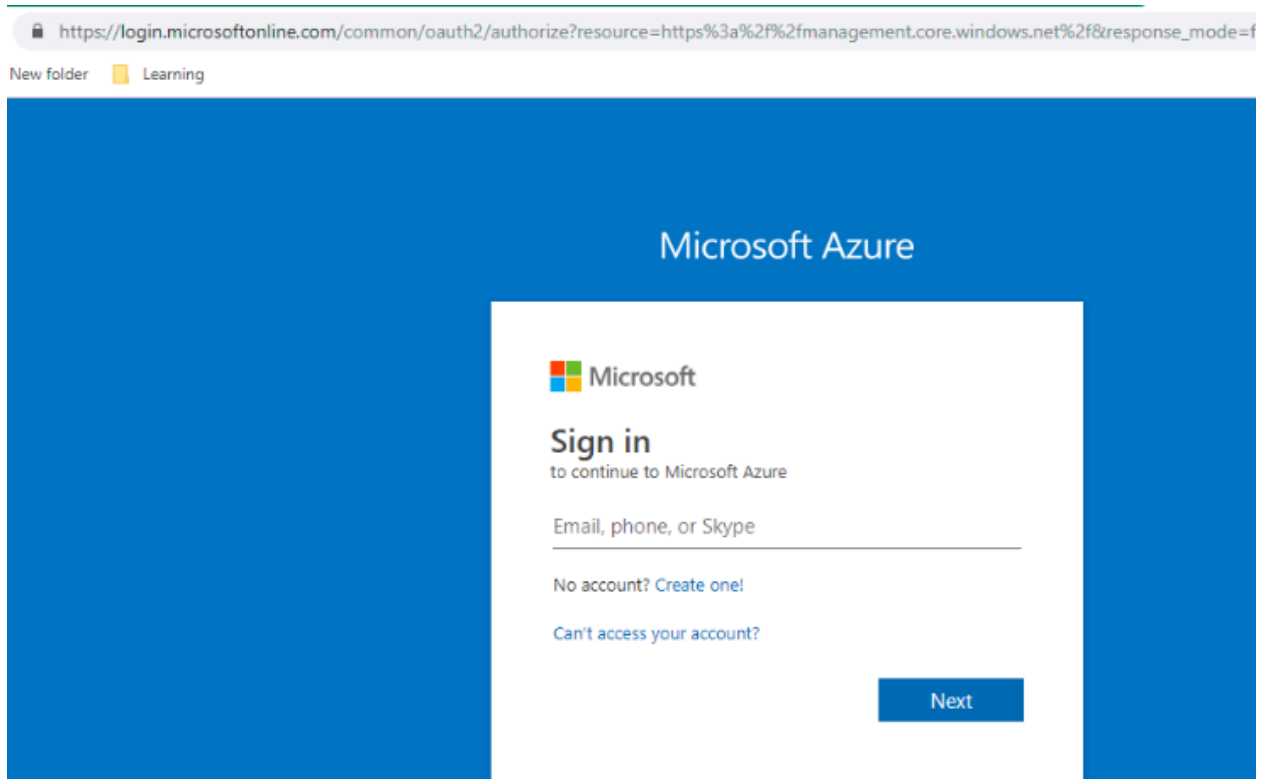 https://login.microsoftonline.com/common/oauth2/authorize?resource=https%3a%2f%2fmanagement.core.windows.net%2f&response_mode=f
New folder Learning
Microsoft Azure
Microsoft
Sign in
to continue to Microsoft Azure
Email, phone, or Skype
No account? Create one!
Can't access your account?
Next